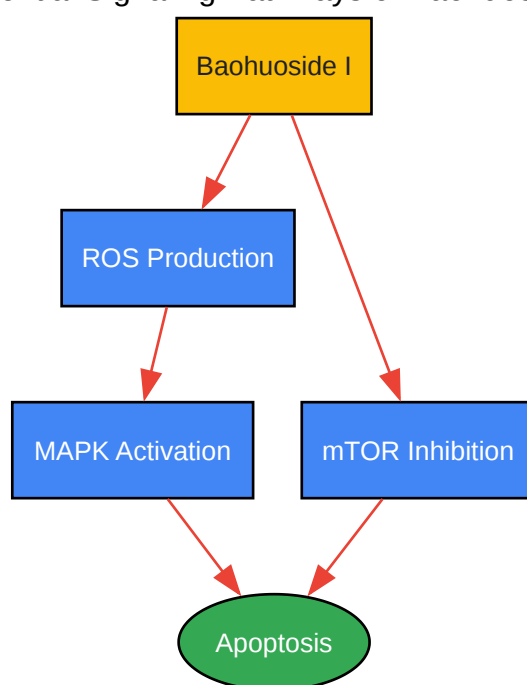 Baohuoside I
ROS Production
MAPK Activation
mTOR Inhibition
Apoptosis